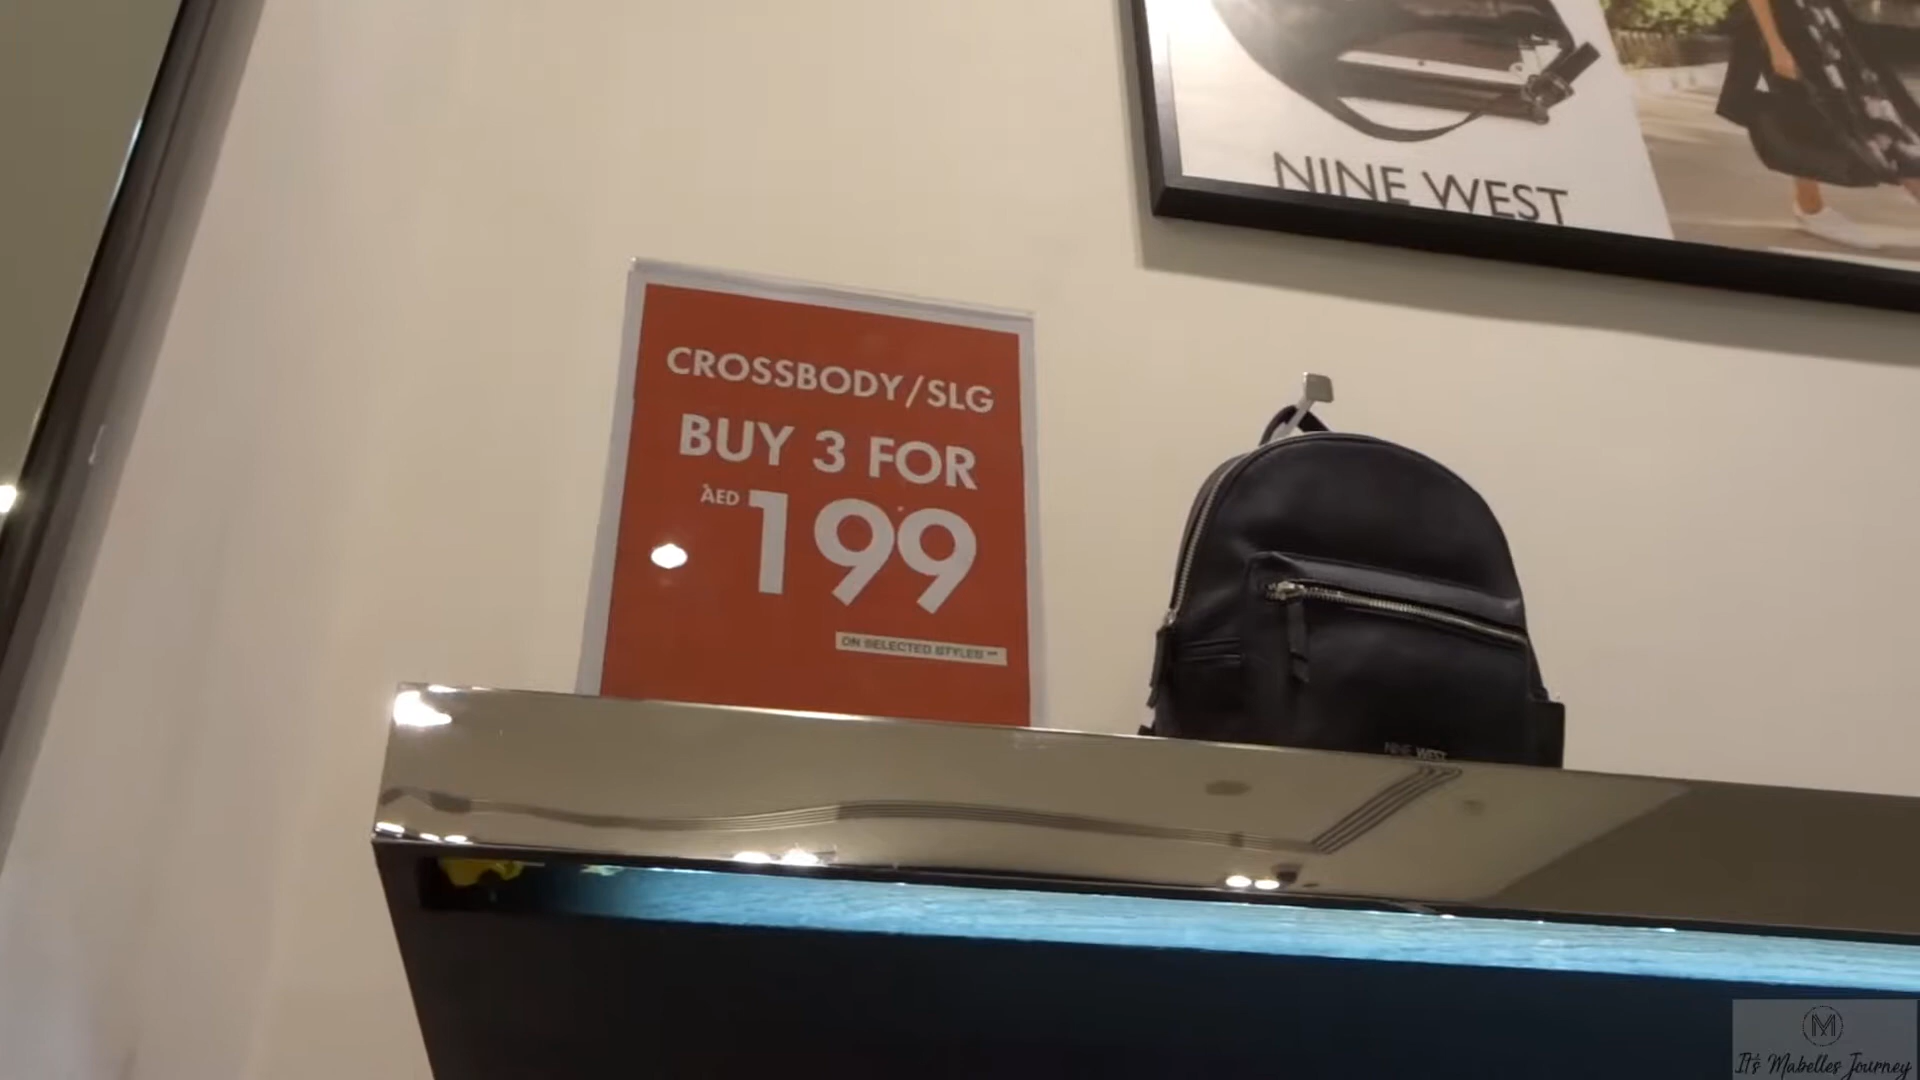 NINE WEST
CROSSBODY/SLG
BUY 3 FOR
AED 199
ON SELECTED STYLES **
NINE WEST
M
It's Mabelles Journey